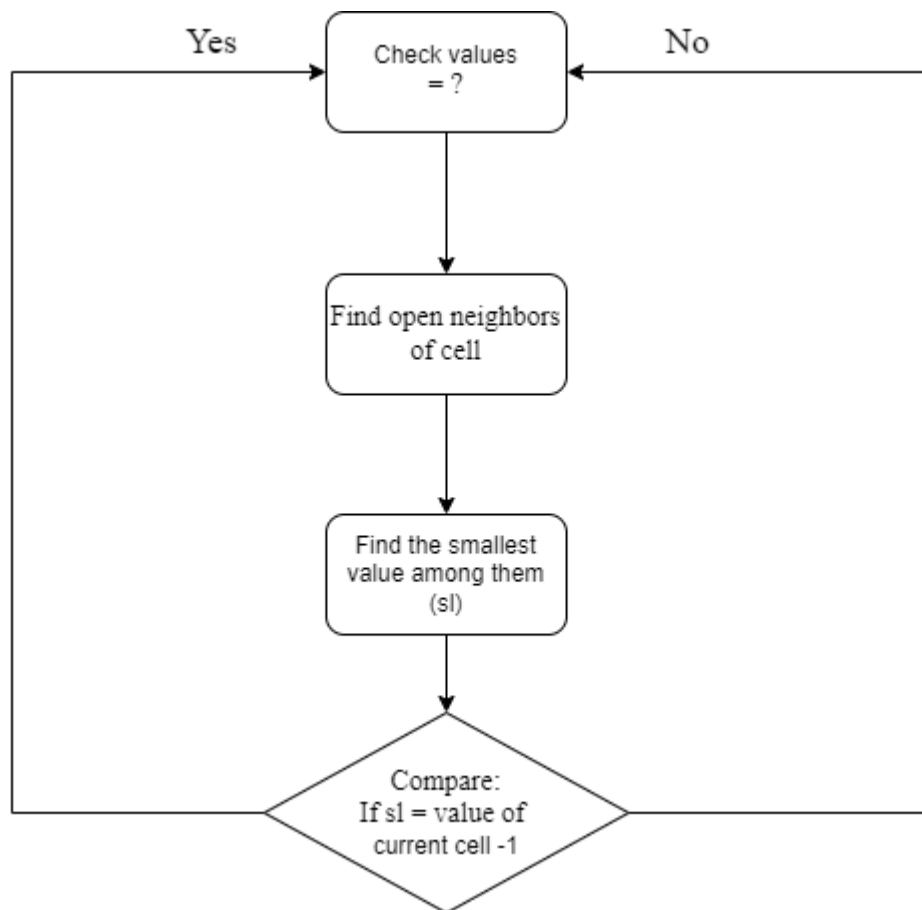 Yes
No
Check values
= ?
Find open neighbors
of cell
Find the smallest
value among them
(sl)
Compare:
If sl = value of
current cell -1